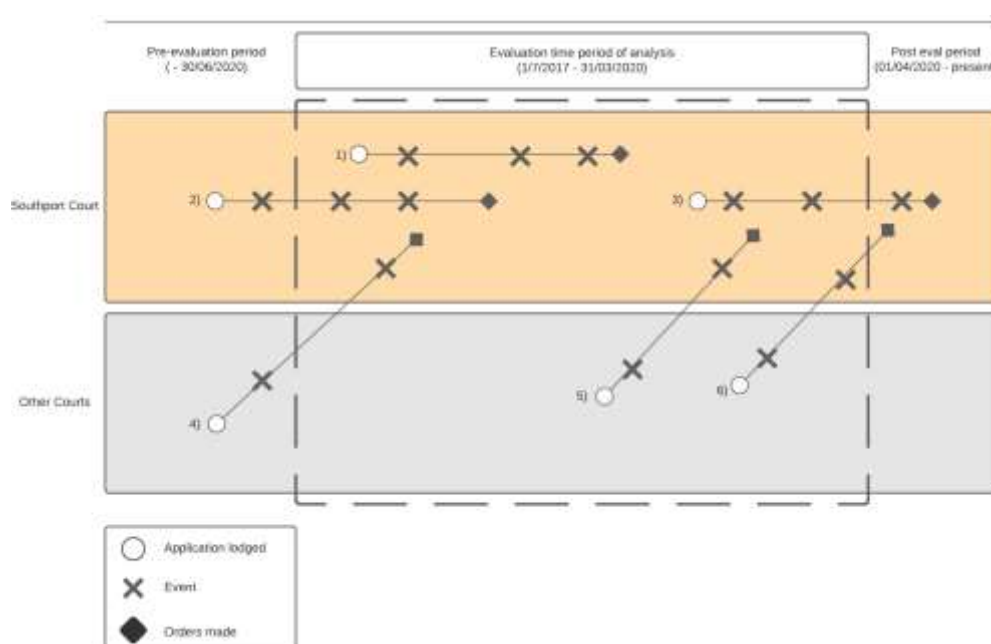 Pre-evaluation period
( - 30/06/2020)
Evaluation time period of analysis
(1/7/2017 - 31/03/2020)
Post eval period
(01/04/2020 - present
1)
Southport Court
2)
3)
Other Courts
4)
5)
6)
Application lodged
Event
Orders made